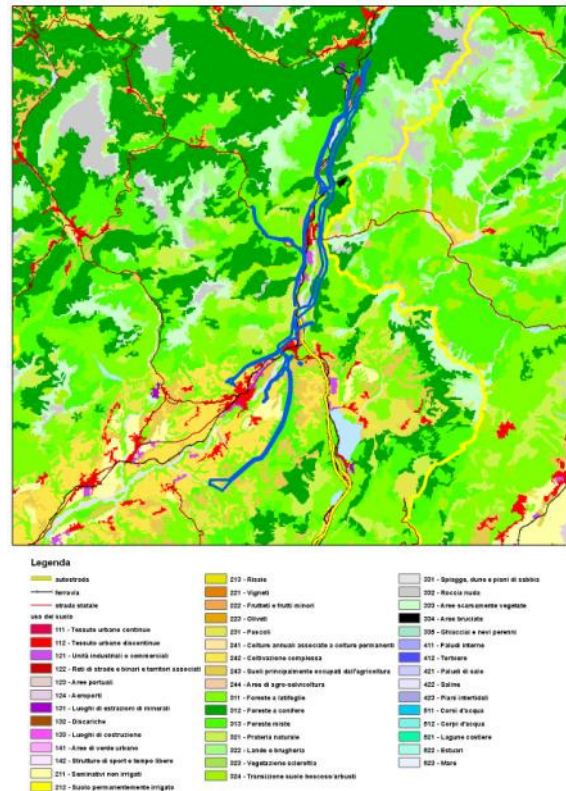 Legenda
autostrada
ferrovia
strada statale
uso del suolo
111 - Tessuto urbano continuo
112 - Tessuto urbano discontinuo
121 - Unità industriali o commerciali
122 - Reti di strade e binari e territori associati
123 - Aree portuali
124 - Aeroporti
131 - Luoghi di estrazioni di minerali
132 - Discariche
133 - Luoghi di costruzione
141 - Aree di verde urbano
142 - Strutture di sport e tempo libero
211 - Seminativi non irrigati
212 - Suolo permanentemente irrigato
213 - Risaie
221 - Vigneti
222 - Frutteti e frutti minori
223 - Oliveti
231 - Pascoli
241 - Colture annuali associate a colture permanenti
242 - Coltivazione complessa
243 - Suoli principalmente occupati dall'agricoltura
244 - Aree di agro-selvicoltura
311 - Foreste a latifoglie
312 - Foreste a conifere
313 - Foreste miste
321 - Prateria naturale
322 - Lande e brugheria
323 - Vegetazione sclerofita
324 - Transizione suolo boscoso/arbusti
331 - Spiagge, dune e piani di sabbia
332 - Roccia nuda
333 - Aree scarsamente vegetate
334 - Aree bruciate
335 - Ghiacciai e nevi perenni
411 - Paludi interne
412 - Torbiere
421 - Paludi di sale
422 - Saline
423 - Piani intertidali
511 - Corsi d'acqua
512 - Corpi d'acqua
521 - Lagune costiere
522 - Estuari
523 - Mare